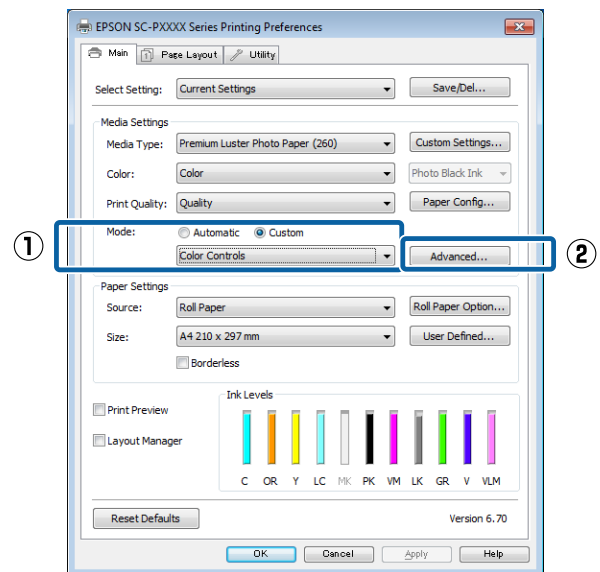 EPSON SC-PXXXX Series Printing Preferences
Main Page Layout Utility
Select Setting: Current Settings Save/Del...
Media Settings
Media Type: Premium Luster Photo Paper (260) Custom Settings...
Color: Color Photo Black Ink
Print Quality: Quality Paper Config...
Mode: Automatic Custom
1 Color Controls Advanced... 2
Paper Settings
Source: Roll Paper Roll Paper Option...
Size: A4 210 x 297 mm User Defined...
Borderless
Ink Levels
Print Preview
Layout Manager
C OR Y LC MK PK VM LK GR V VLM
Reset Defaults Version 6.70
OK Cancel Apply Help